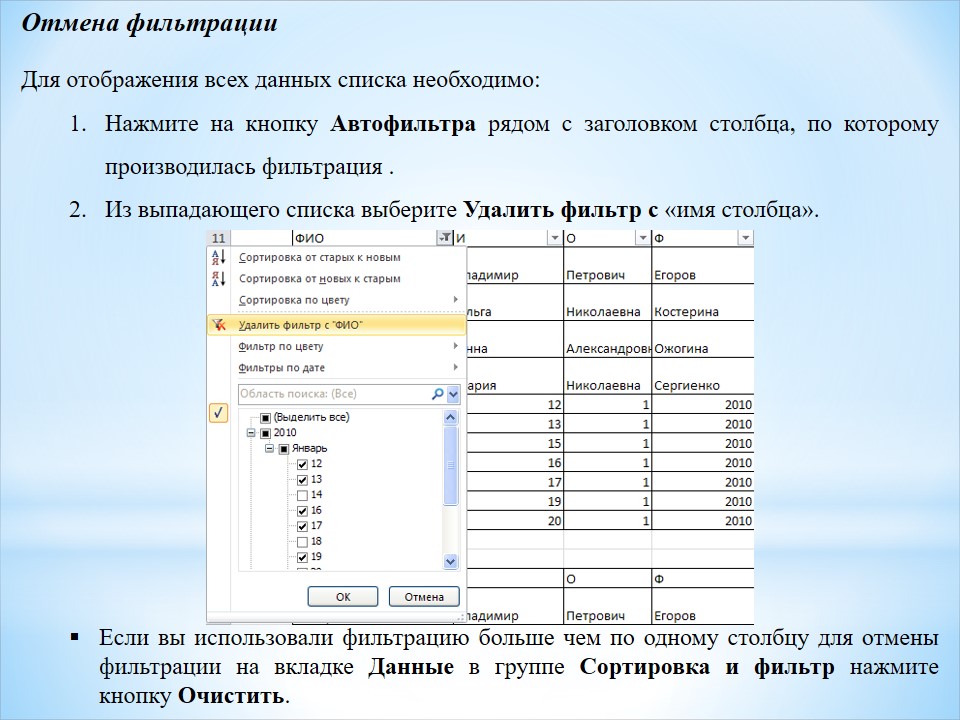 Отмена фильтрации
Для отображения всех данных списка необходимо:
1. Нажмите на кнопку Автофильтра рядом с заголовком столбца, по которому
производилась фильтрация .
2. Из выпадающего списка выберите Удалить фильтр с «имя столбца».
11 ФИО И О Ф
Сортировка от старых к новым
ладимир Петрович Егоров
Сортировка от новых к старым
Сортировка по цвету
льга Николаевна Костерина
Удалить фильтр с "ФИО"
Фильтр по цвету
нна Александровн Ожогина
Фильтры по дате
ария Николаевна Сергиенко
Область поиска: (Все)
12 1 2010
(Выделить все)
13 1 2010
2010
15 1 2010
Январь
16 1 2010
12
13
17 1 2010
14
19 1 2010
16
20 1 2010
17
18
19
О Ф
ОК Отмена
ладимир Петрович Егоров
▪ Если вы использовали фильтрацию больше чем по одному столбцу для отмены
фильтрации на вкладке Данные в группе Сортировка и фильтр нажмите
кнопку Очистить.